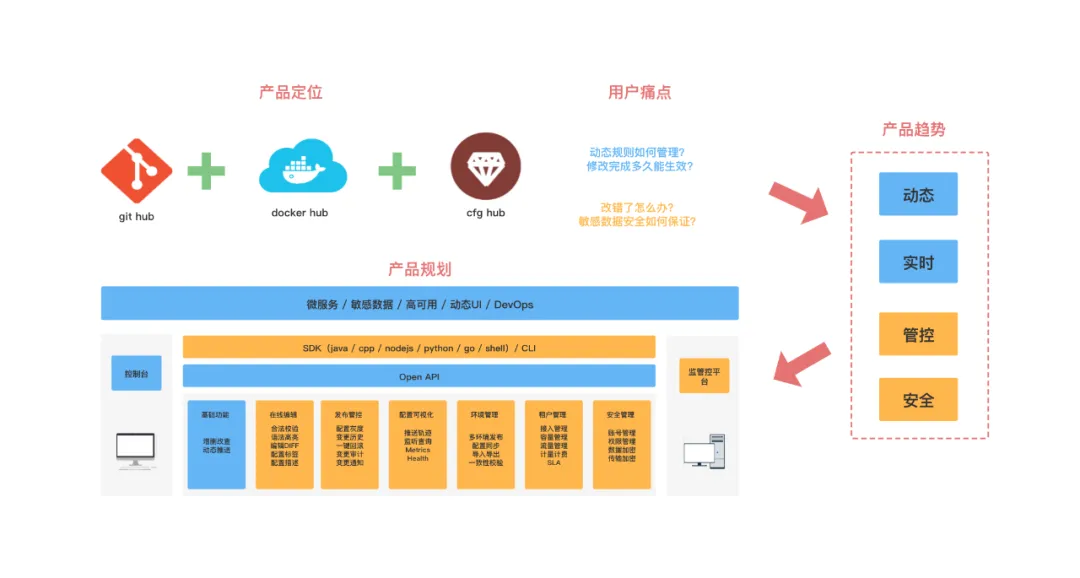 产品定位
用户痛点
产品趋势
git hub
docker hub
cfg hub
动态规则如何管理?
修改完成多久能生效?
改错了怎么办?
敏感数据安全如何保证?
动态
实时
管控
安全
产品规划
微服务 / 敏感数据 / 高可用 / 动态UI / DevOps
控制台
SDK（java / cpp / nodejs / python / go / shell）/ CLI
Open API
监管控平
台
基础功能
增删改查
动态推送
在线编辑
合法校验
语法高亮
编辑DIFF
配置标签
配置描述
发布管控
配置灰度
变更历史
一键回滚
变更审计
变更通知
配置可视化
推送轨迹
监听查询
Metrics
Health
环境管理
多环境发布
配置同步
导入导出
一致性校验
租户管理
接入管理
容量管理
流量管理
计量计费
SLA
安全管理
账号管理
权限管理
数据加密
传输加密